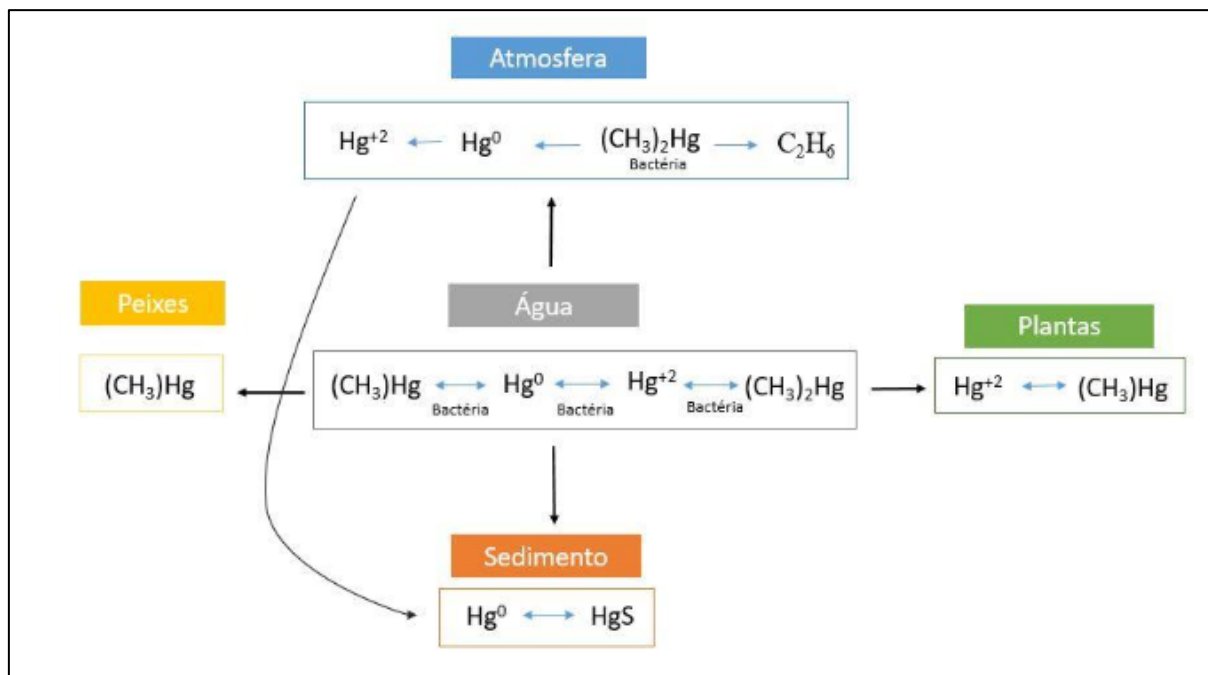 Atmosfera
Hg⁺² Hg⁰ (CH₃)₂Hg C₂H₆
Bactéria
Peixes
Água
Plantas
(CH₃)Hg
(CH₃)Hg Hg⁰ Hg⁺² (CH₃)₂Hg
Bactéria Bactéria Bactéria
Hg⁺² (CH₃)Hg
Sedimento
Hg⁰ HgS